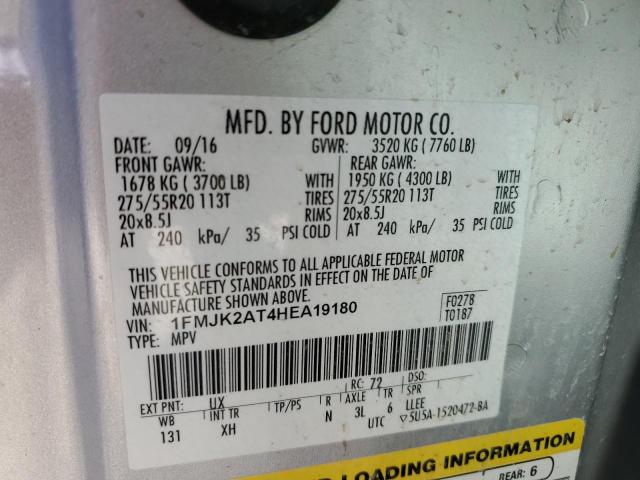 MFD. BY FORD MOTOR CO.
DATE: 09/16 GVWR: 3520 KG ( 7760 LB)
FRONT GAWR: REAR GAWR:
1678 KG ( 3700 LB) WITH 1950 KG ( 4300 LB) WITH
275/55R20 113T TIRES 275/55R20 113T TIRES
20x8.5J RIMS 20x8.5J RIMS
AT 240 kPa/ 35 PSI COLD AT 240 kPa/ 35 PSI COLD
THIS VEHICLE CONFORMS TO ALL APPLICABLE FEDERAL MOTOR
VEHICLE SAFETY STANDARDS IN EFFECT ON THE DATE OF
MANUFACTURE SHOWN ABOVE.
VIN: 1FMJK2AT4HEA19180 F0278
TYPE: MPV T0187
RC: 72 DSO:
EXT PNT: UX
WB INT TR TP/PS R AXLE 6 SPR
131 XH N 3L 6 LLEE
UTC 5U5A-1520472-BA
LOADING INFORMATION
REAR: 6